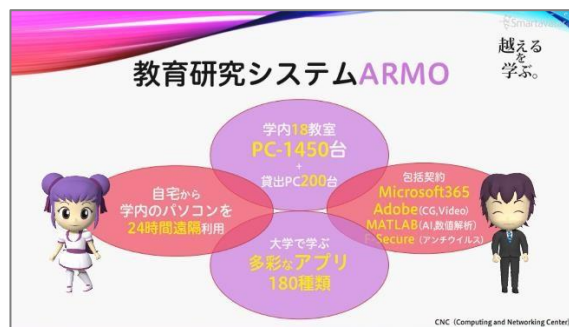 越える
を
学ぶ。
教育研究システムARMO
学内18教室
PC-1450台
+
貸出PC200台
自宅から
学内のパソコンを
24時間遠隔利用
包括契約
Microsoft365
Adobe(CG,Video)
MATLAB(AI,数値解析)
F-Secure(アンチウイルス)
大学で学ぶ
多彩なアプリ
180種類
CNC(Computing and Networking Center)